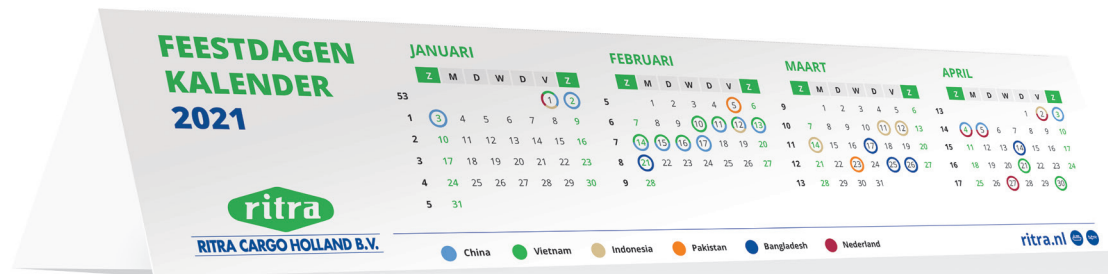 FEESTDAGEN
KALENDER
2021
JANUARI
Z M D W D V Z
53 1 2
1 3 4 5 6 7 8 9
2 10 11 12 13 14 15 16
3 17 18 19 20 21 22 23
4 24 25 26 27 28 29 30
5 31
FEBRUARI
Z M D W D V Z
5 1 2 3 4 5 6
6 7 8 9 10 11 12 13
7 14 15 16 17 18 19 20
8 21 22 23 24 25 26 27
9 28
MAART
Z M D W D V Z
9 1 2 3 4 5 6
10 7 8 9 10 11 12 13
11 14 15 16 17 18 19 20
12 21 22 23 24 25 26 27
13 28 29 30 31
APRIL
Z M D W D V Z
13 1 2 3
14 4 5 6 7 8 9 10
15 11 12 13 14 15 16 17
16 18 19 20 21 22 23 24
17 25 26 27 28 29 30
ritra
RITRA CARGO HOLLAND B.V.
China Vietnam Indonesia Pakistan Bangladesh Nederland
ritra.nl